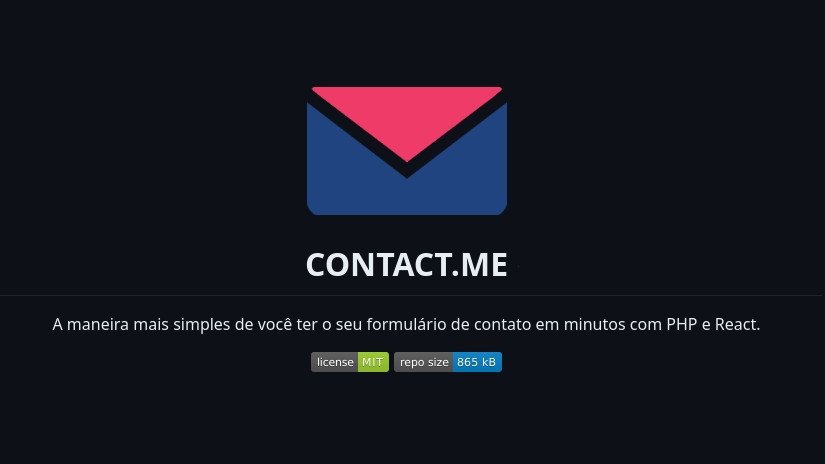 CONTACT.ME
A maneira mais simples de você ter o seu formulário de contato em minutos com PHP e React.
license MIT repo size 865 kB